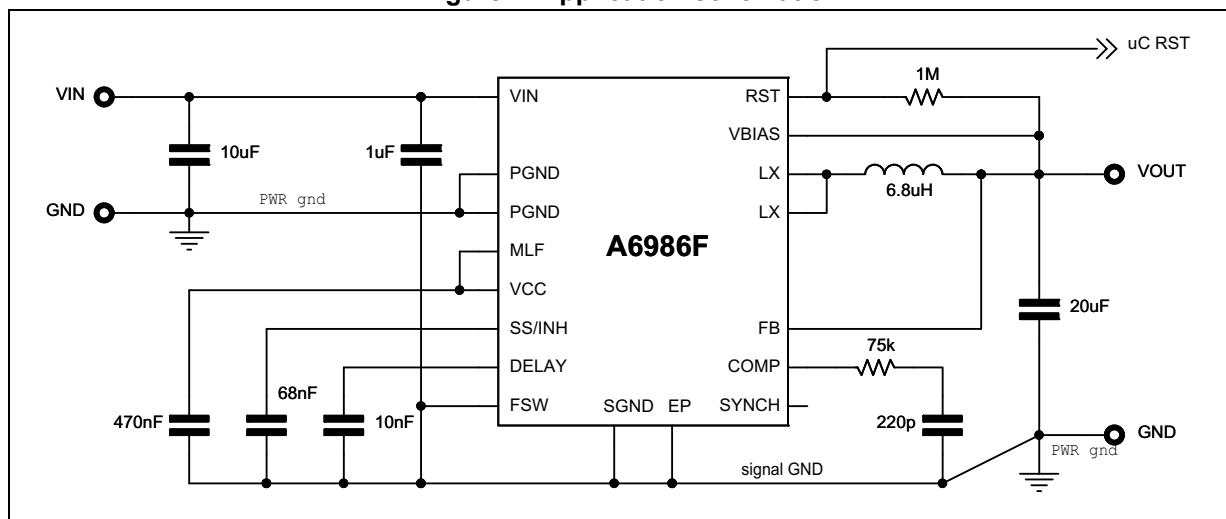 uC RST
VIN
VIN
RST
1M
10uF
1uF
VBIAS
PGND
LX
6.8uH
VOUT
GND
PWR gnd
PGND
LX
A6986F
MLF
VCC
SS/INH
FB
20uF
75k
DELAY
COMP
68nF
470nF
10nF
FSW
SGND
EP
SYNCH
220p
GND
PWR gnd
signal GND